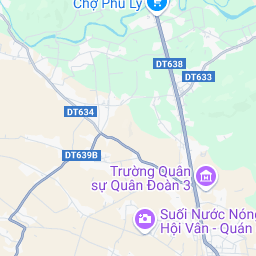 Chợ Phù Ly
DT638
DT633
DT634
DT639B
Trường Quân
sự Quân Đoàn 3
Suối Nước Nóng
Hội Vân - Quán